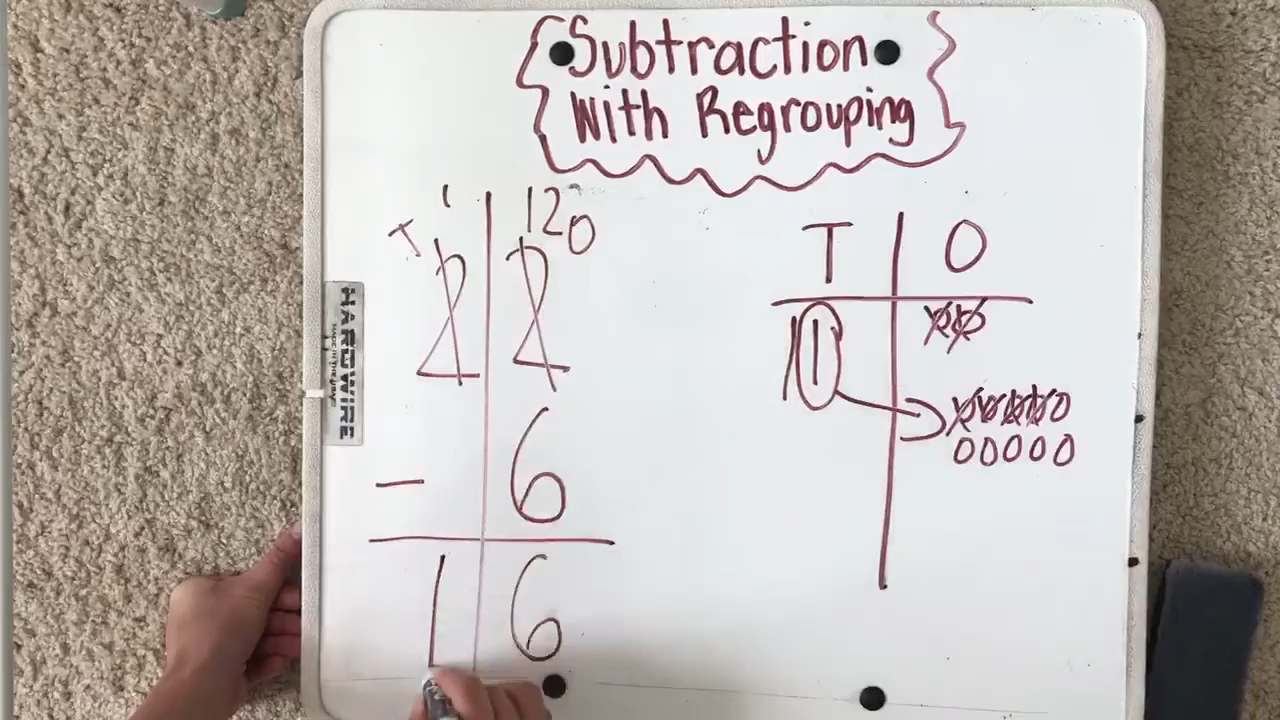 Subtraction
With Regrouping
T 1 12 O
2 2
- 6
1 6
T O
HARDWIRE